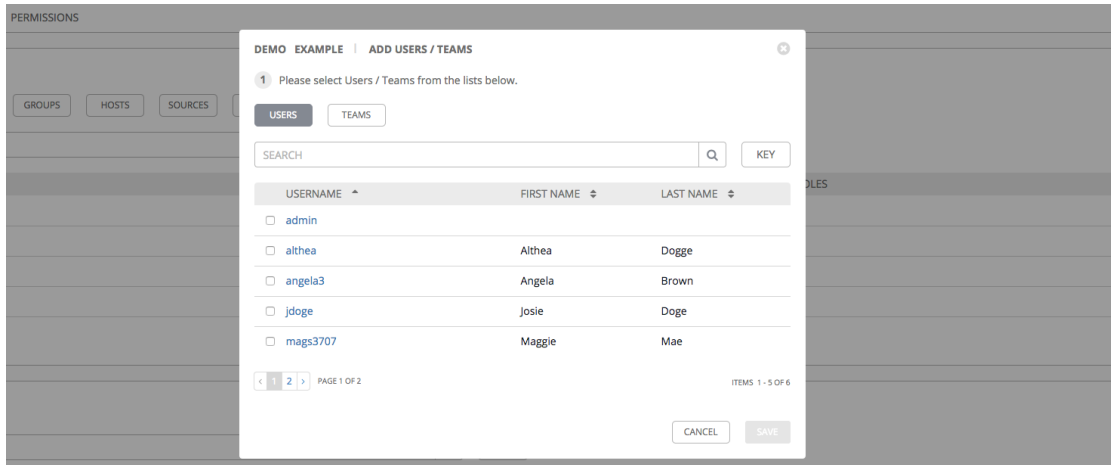 PERMISSIONS
DEMO EXAMPLE | ADD USERS / TEAMS
1 Please select Users / Teams from the lists below.
GROUPS HOSTS SOURCES
USERS TEAMS
SEARCH KEY
USERNAME FIRST NAME LAST NAME
admin
althea Althea Dogge
angela3 Angela Brown
jdoge Josie Doge
mags3707 Maggie Mae
< 1 2 > PAGE 1 OF 2 ITEMS 1 - 5 OF 6
CANCEL SAVE